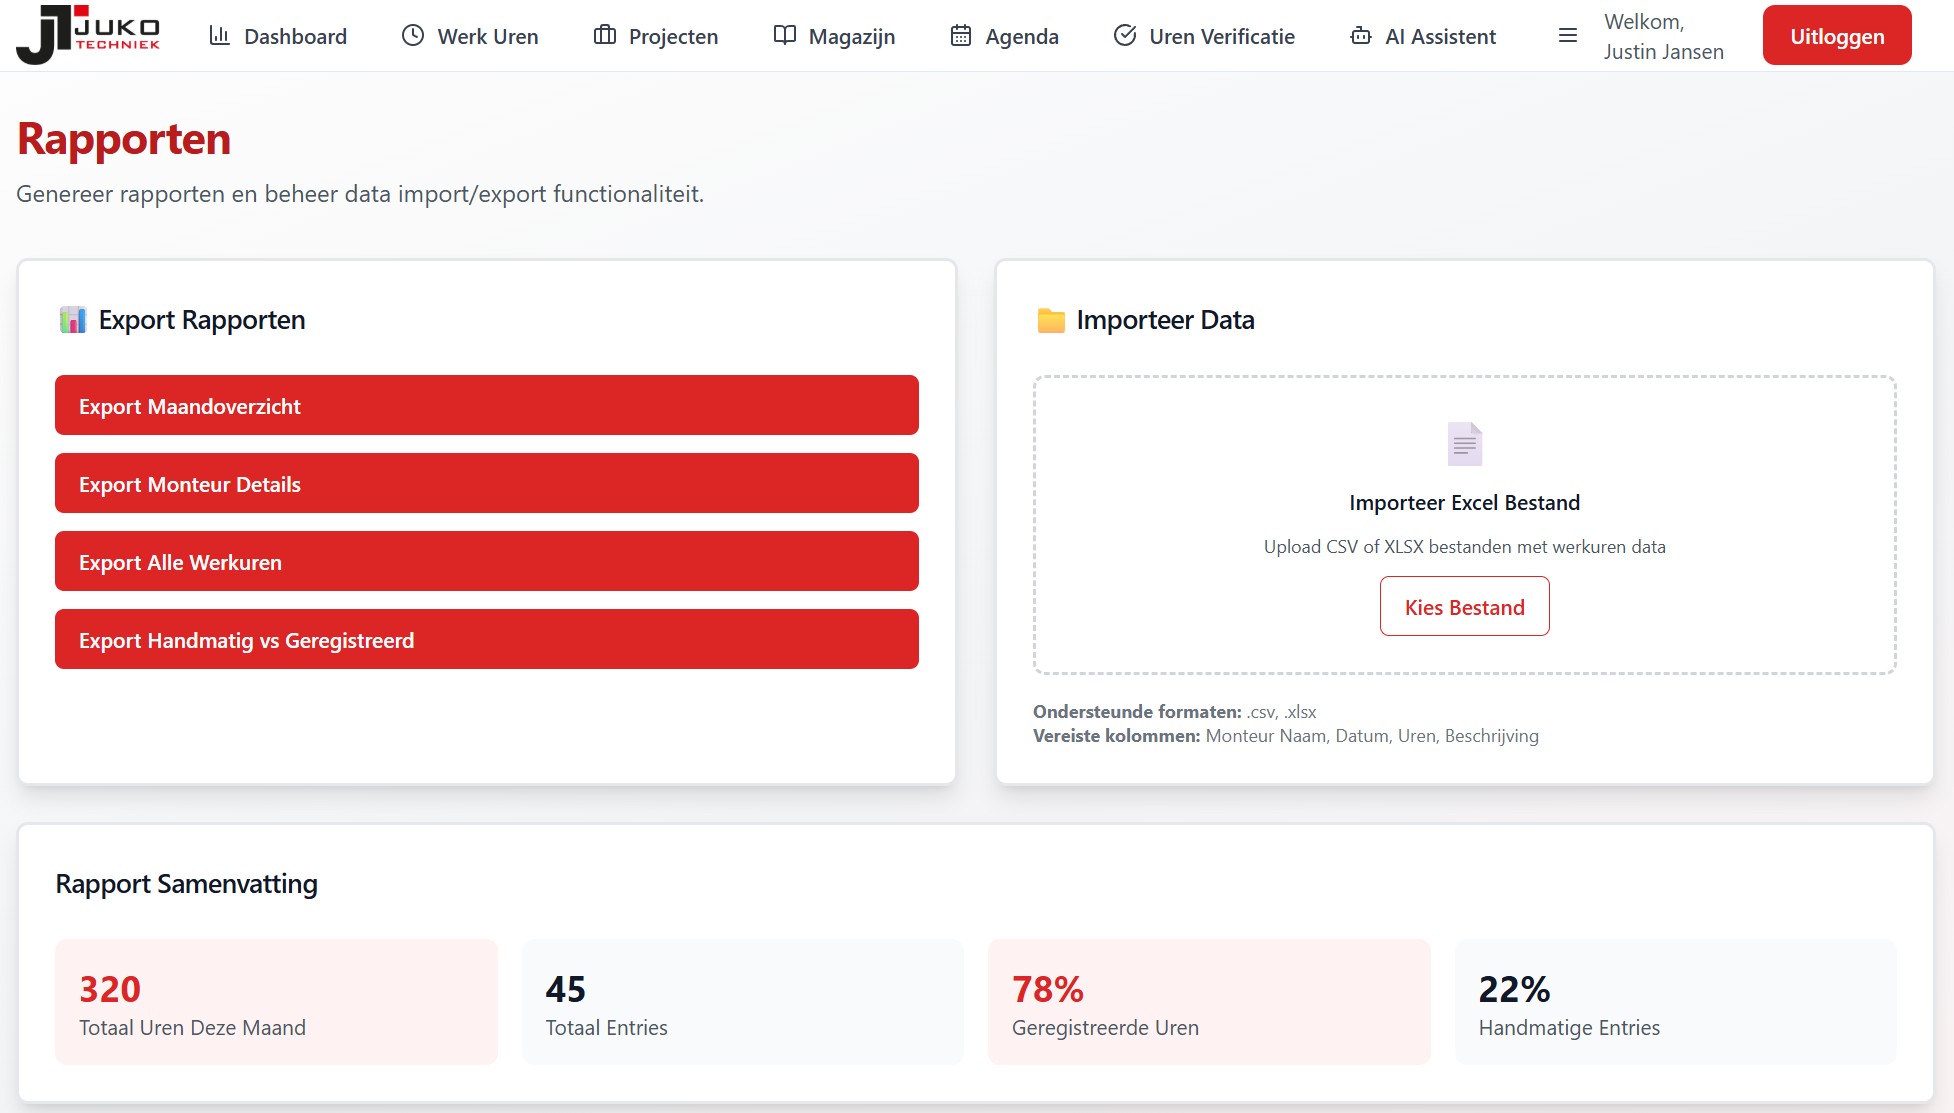 JUKO
TECHNIEK
Dashboard
Werk Uren
Projecten
Magazijn
Agenda
Uren Verificatie
AI Assistent
Welkom,
Justin Jansen
Uitloggen
Rapporten
Genereer rapporten en beheer data import/export functionaliteit.
Export Rapporten
Export Maandoverzicht
Export Monteur Details
Export Alle Werkuren
Export Handmatig vs Geregistreerd
Importeer Data
Importeer Excel Bestand
Upload CSV of XLSX bestanden met werkuren data
Kies Bestand
Ondersteunde formaten: .csv, .xlsx
Vereiste kolommen: Monteur Naam, Datum, Uren, Beschrijving
Rapport Samenvatting
320
Totaal Uren Deze Maand
45
Totaal Entries
78%
Geregistreerde Uren
22%
Handmatige Entries